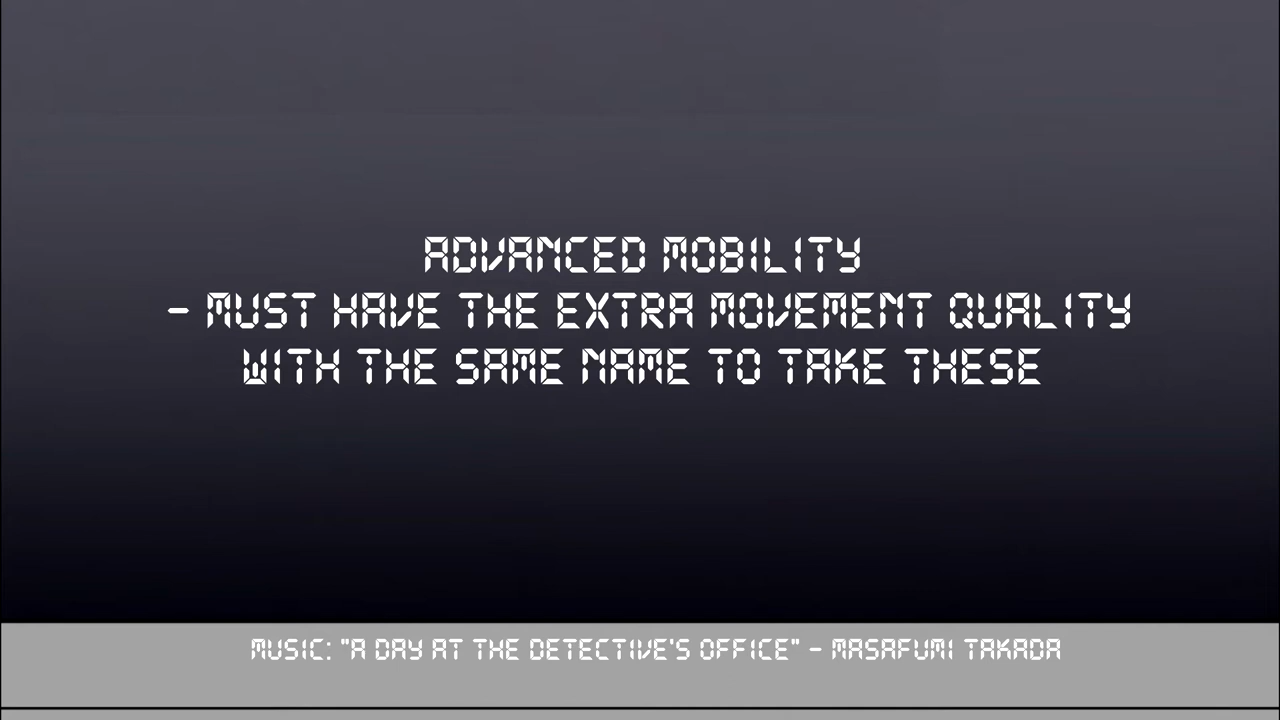 ADVANCED MOBILITY
- MUST HAVE THE EXTRA MOVEMENT QUALITY
WITH THE SAME NAME TO TAKE THESE
MUSIC: "A DAY AT THE DETECTIVE'S OFFICE" - MASAFUMI TAKADA